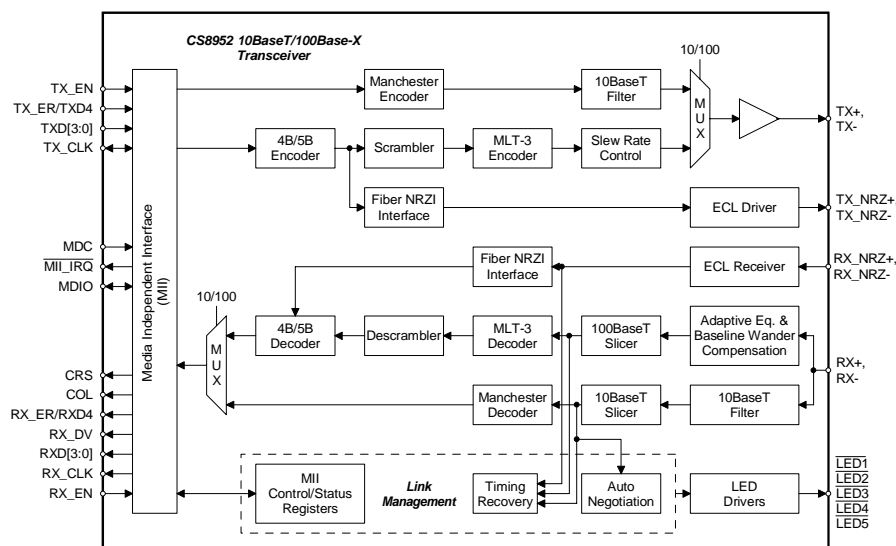 CS8952 10BaseT/100Base-X
Transceiver
10/100
TX_EN
TX_ER/TXD4
TXD[3:0]
TX_CLK
Manchester
Encoder
10BaseT
Filter
MUX
TX+,
TX-
4B/5B
Encoder
Scrambler
MLT-3
Encoder
Slew Rate
Control
Fiber NRZI
Interface
ECL Driver
TX_NRZ+,
TX_NRZ-
MDC
MII_IRQ
MDIO
Media Independent Interface
(MII)
Fiber NRZI
Interface
ECL Receiver
RX_NRZ+,
RX_NRZ-
10/100
MUX
4B/5B
Decoder
Descrambler
MLT-3
Decoder
100BaseT
Slicer
Adaptive Eq. &
Baseline Wander
Compensation
RX+,
RX-
CRS
COL
RX_ER/RXD4
RX_DV
RXD[3:0]
RX_CLK
RX_EN
Manchester
Decoder
10BaseT
Slicer
10BaseT
Filter
MII
Control/Status
Registers
Link
Management
Timing
Recovery
Auto
Negotiation
LED
Drivers
LED1
LED2
LED3
LED4
LED5